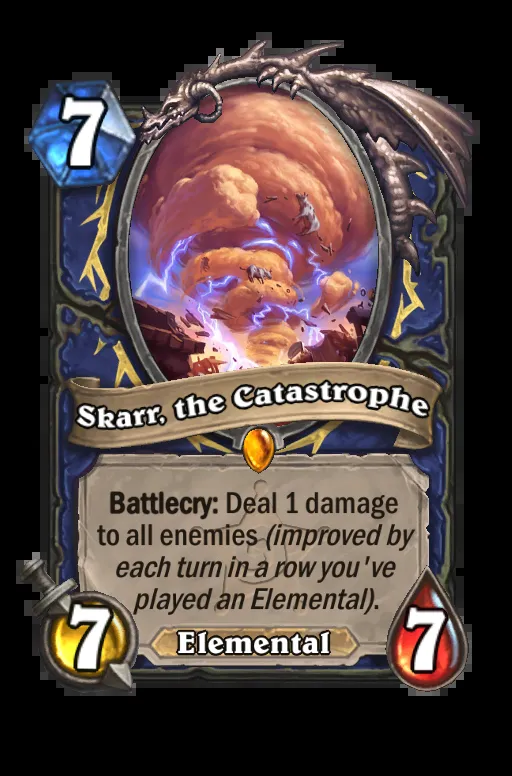 7
Skarr, the Catastrophe
Battlecry: Deal 1 damage
to all enemies (improved by
each turn in a row you've
played an Elemental).
7
Elemental
7